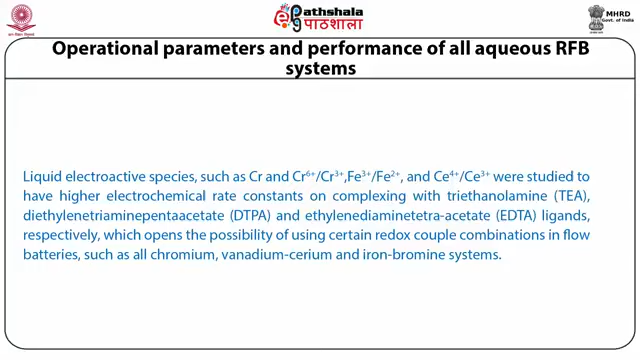 ePathshala
पाठशाला
MHRD
Govt. of India
Operational parameters and performance of all aqueous RFB
systems
Liquid electroactive species, such as Cr and Cr⁶⁺/Cr³⁺,Fe³⁺/Fe²⁺, and Ce⁴⁺/Ce³⁺ were studied to
have higher electrochemical rate constants on complexing with triethanolamine (TEA),
diethylenetriaminepentaacetate (DTPA) and ethylenediaminetetra-acetate (EDTA) ligands,
respectively, which opens the possibility of using certain redox couple combinations in flow
batteries, such as all chromium, vanadium-cerium and iron-bromine systems.